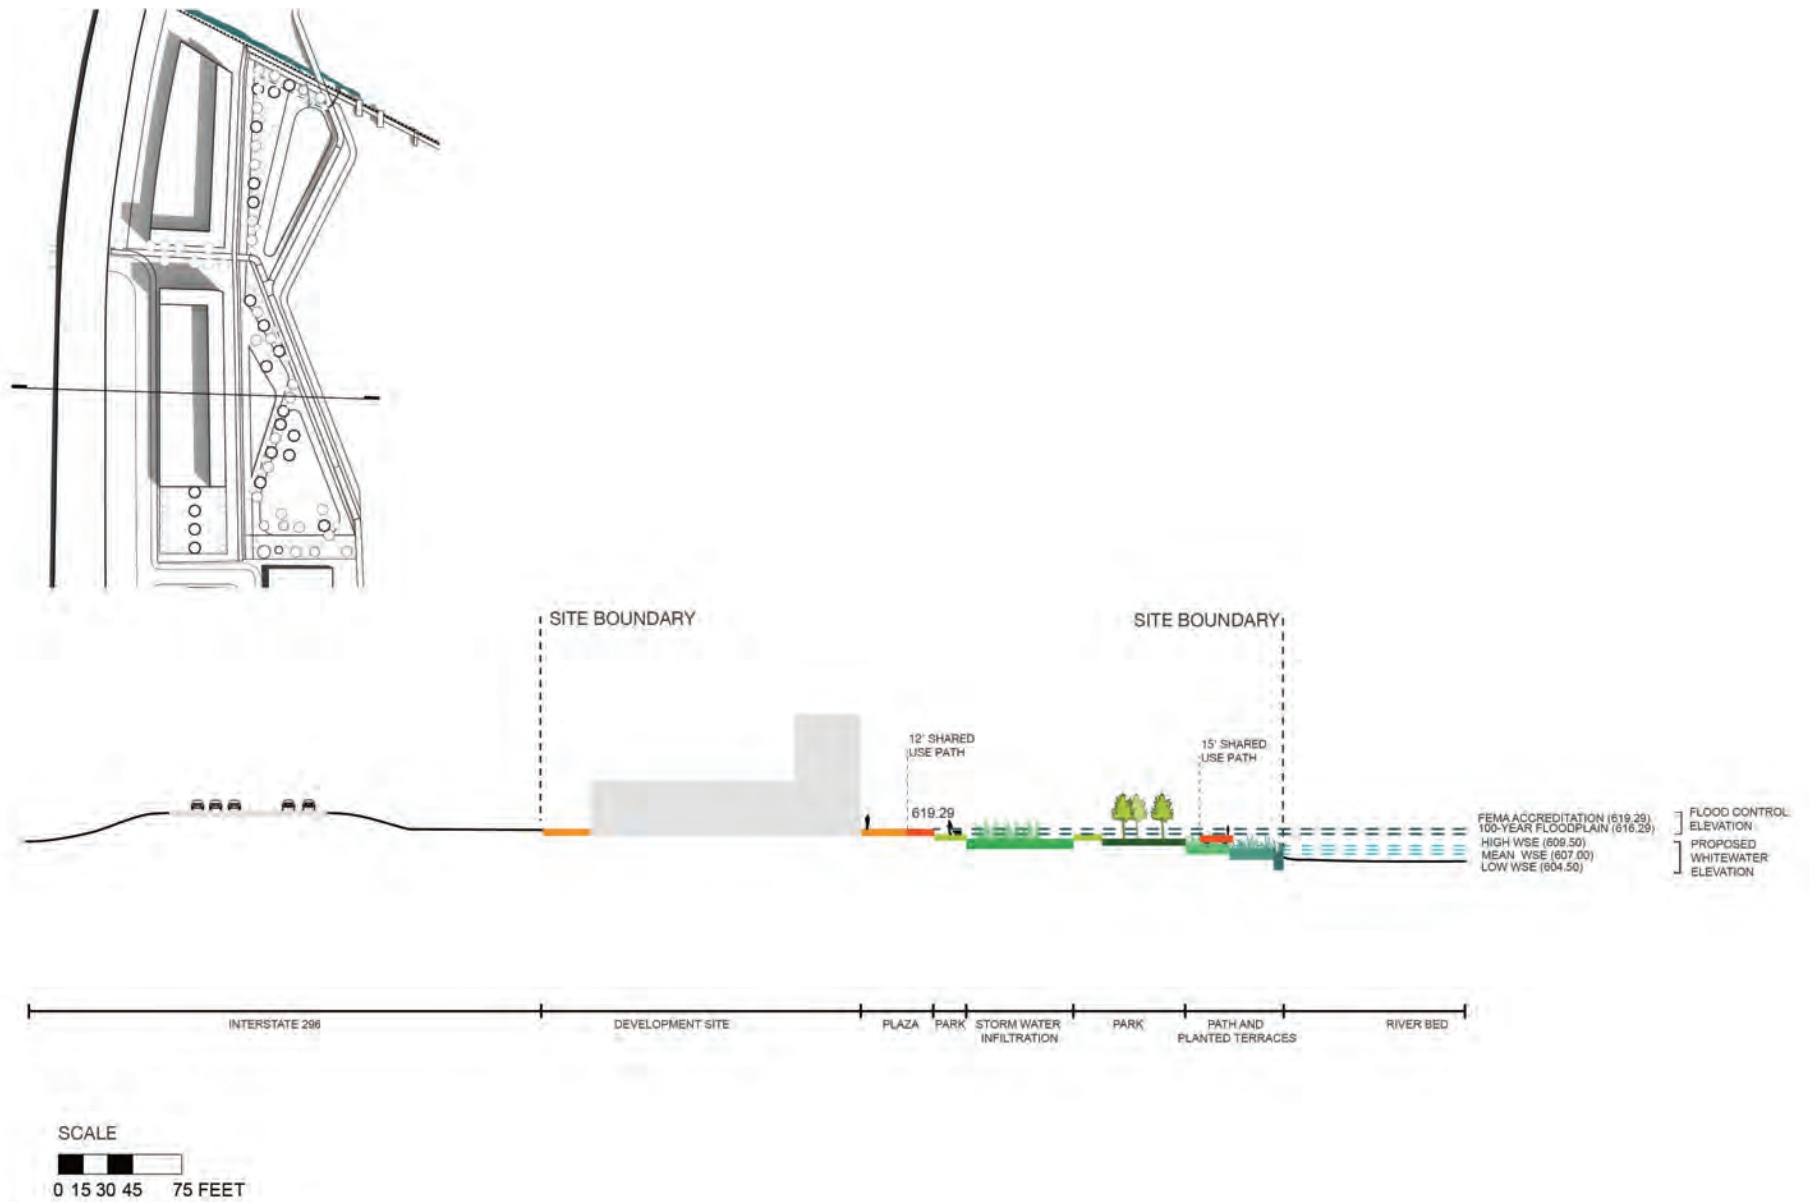 SITE BOUNDARY
SITE BOUNDARY
12' SHARED
USE PATH
15' SHARED
USE PATH
619.29
FEMA ACCREDITATION (619.29)
100-YEAR FLOODPLAIN (616.29)
HIGH WSE (609.50)
MEAN WSE (607.00)
LOW WSE (604.50)
FLOOD CONTROL
ELEVATION
PROPOSED
WHITEWATER
ELEVATION
INTERSTATE 296
DEVELOPMENT SITE
PLAZA
PARK
STORM WATER
INFILTRATION
PARK
PATH AND
PLANTED TERRACES
RIVER BED
SCALE
0 15 30 45 75 FEET